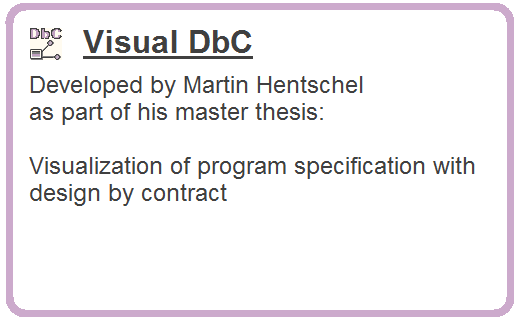 DbC
Visual DbC
Developed by Martin Hentschel
as part of his master thesis:
Visualization of program specification with
design by contract